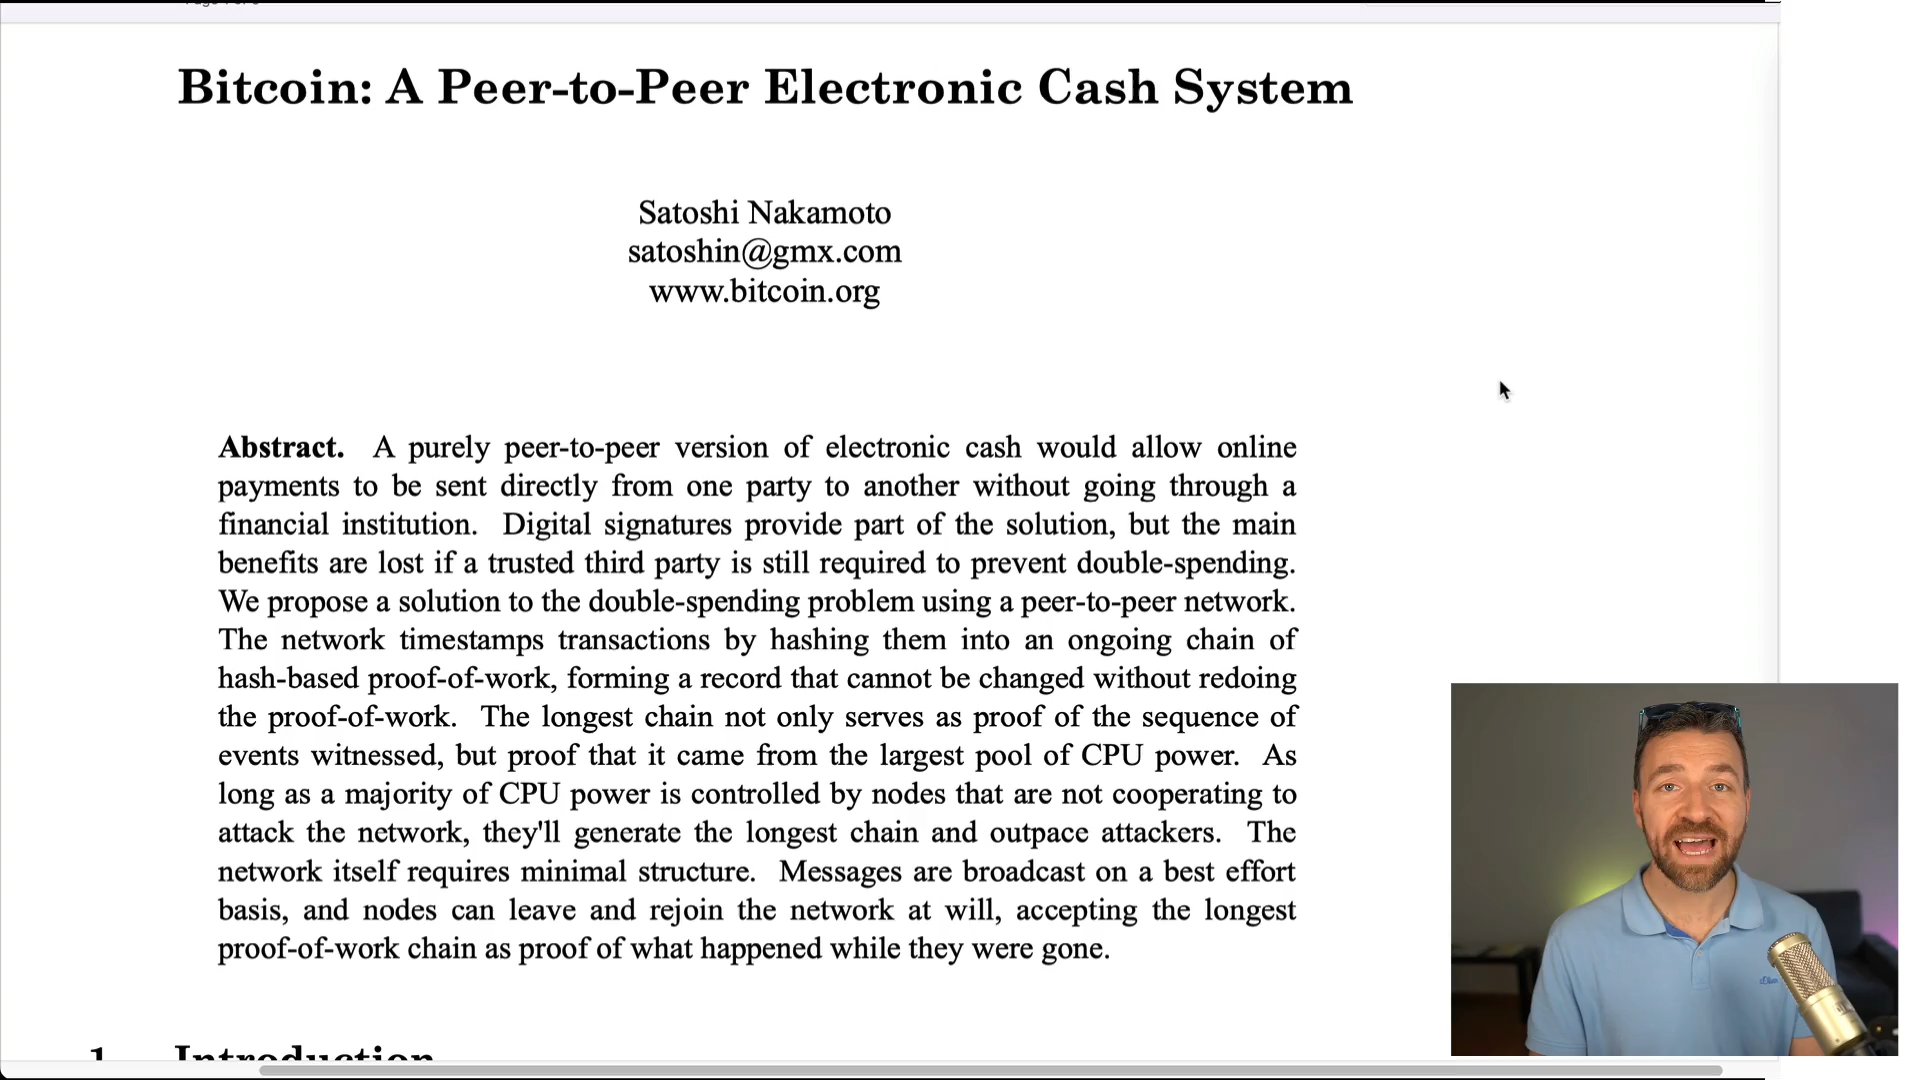 Bitcoin: A Peer-to-Peer Electronic Cash System
Satoshi Nakamoto
satoshin@gmx.com
www.bitcoin.org
Abstract. A purely peer-to-peer version of electronic cash would allow online
payments to be sent directly from one party to another without going through a
financial institution. Digital signatures provide part of the solution, but the main
benefits are lost if a trusted third party is still required to prevent double-spending.
We propose a solution to the double-spending problem using a peer-to-peer network.
The network timestamps transactions by hashing them into an ongoing chain of
hash-based proof-of-work, forming a record that cannot be changed without redoing
the proof-of-work. The longest chain not only serves as proof of the sequence of
events witnessed, but proof that it came from the largest pool of CPU power. As
long as a majority of CPU power is controlled by nodes that are not cooperating to
attack the network, they'll generate the longest chain and outpace attackers. The
network itself requires minimal structure. Messages are broadcast on a best effort
basis, and nodes can leave and rejoin the network at will, accepting the longest
proof-of-work chain as proof of what happened while they were gone.
1 Introduction